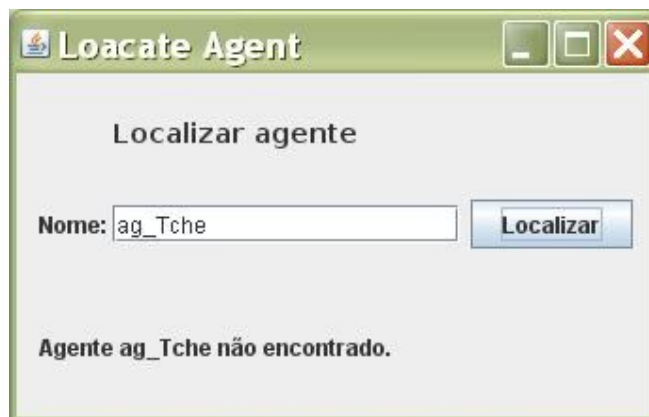 Loacate Agent
Localizar agente
Nome: ag_Tche Localizar
Agente ag_Tche não encontrado.